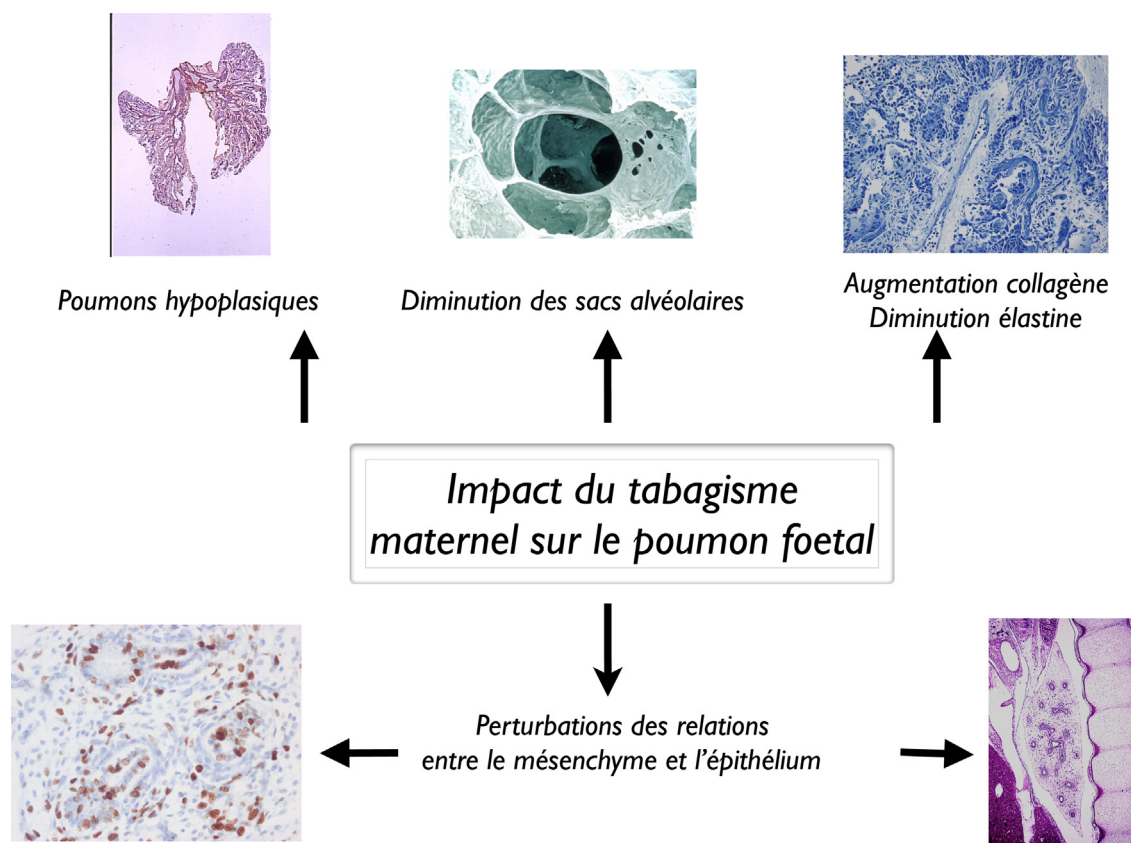 Poumons hypoplasiques
Diminution des sacs alvéolaires
Augmentation collagène
Diminution élastine
Impact du tabagisme
maternel sur le poumon foetal
Perturbations des relations
entre le mésenchyme et l'épithélium